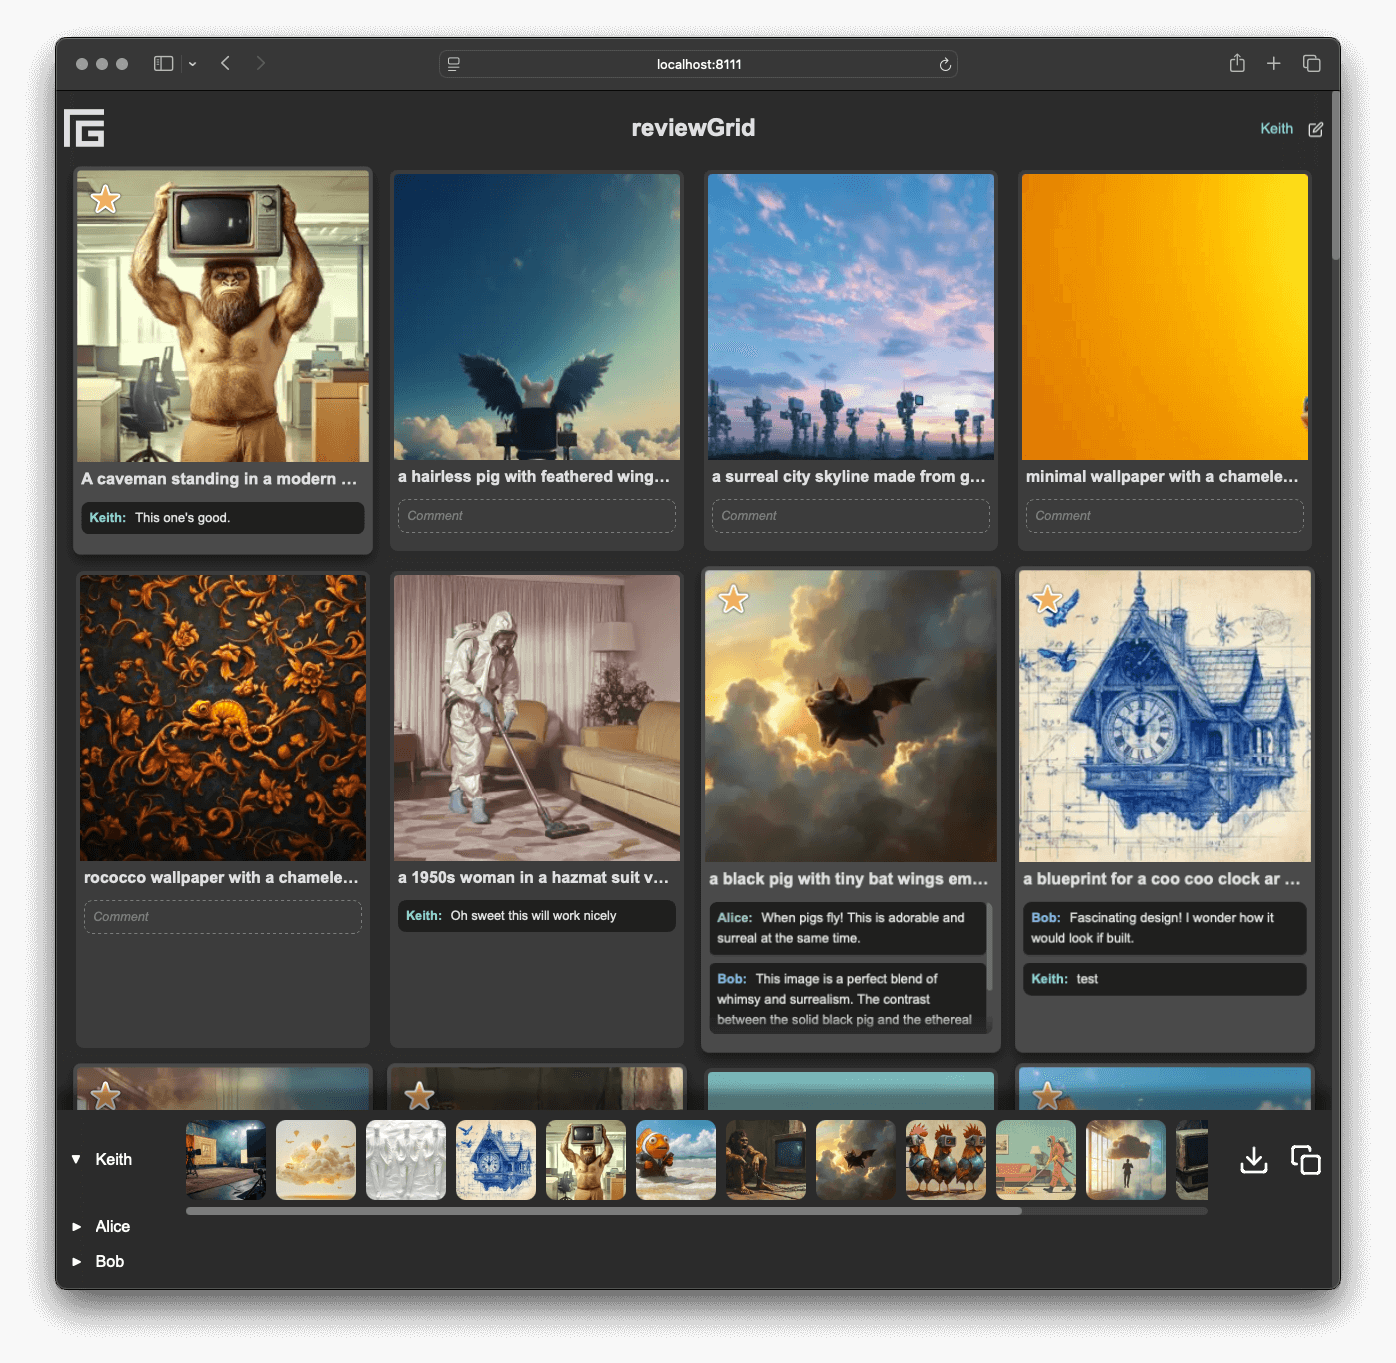 localhost:8111
reviewGrid
Keith
A caveman standing in a modern ...
Keith: This one's good.
a hairless pig with feathered wing...
Comment
a surreal city skyline made from g...
Comment
minimal wallpaper with a chamele...
Comment
rococco wallpaper with a chamele...
Comment
a 1950s woman in a hazmat suit v...
Keith: Oh sweet this will work nicely
a black pig with tiny bat wings em...
Alice: When pigs fly! This is adorable and
surreal at the same time.
Bob: This image is a perfect blend of
whimsy and surrealism. The contrast
between the solid black pig and the ethereal
a blueprint for a coo coo clock ar ...
Bob: Fascinating design! I wonder how it
would look if built.
Keith: test
Keith
Alice
Bob